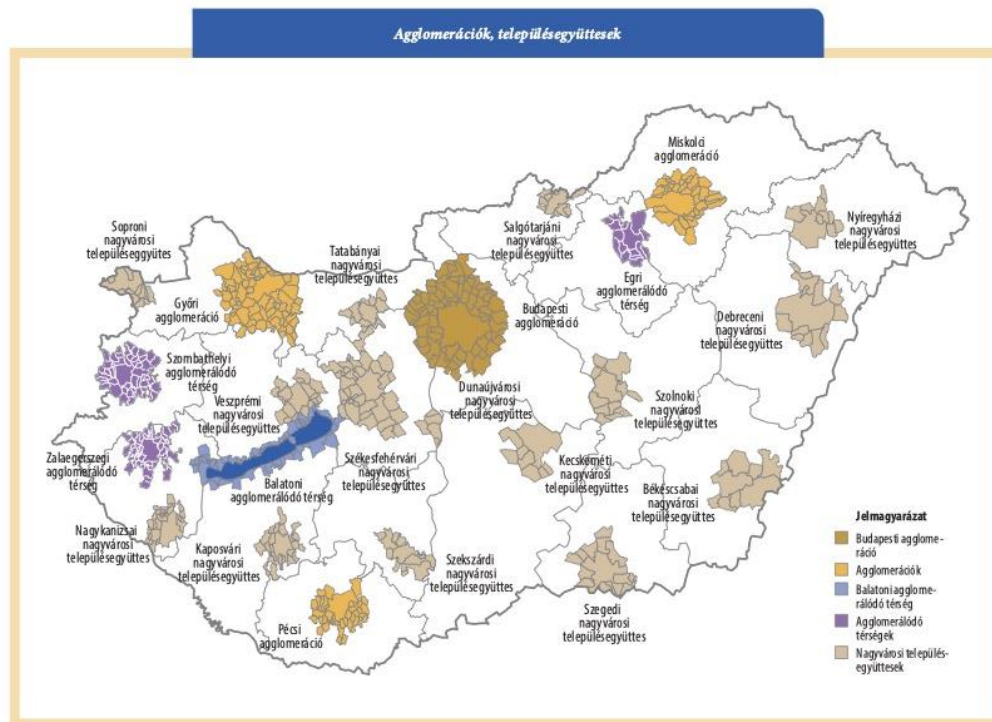 Agglomerációk, településegyüttesek
Miskolci
agglomeráció
Soproni
nagyvárosi
településeggyütes
Tatabányai
nagyvárosi
településegyüttes
Salgótarjáni
nagyvárosi
településegyüttes
Nyíregyházi
nagyvárosi
településegyüttes
Győri
agglomeráció
Egri
agglomerálódó
térség
Budapesti
agglomeráció
Debreceni
nagyvárosi
településegyüttes
Szombathelyi
agglomerálódó
térség
Veszprémi
nagyvárosi
településegyüttes
Dunaújvárosi
nagyvárosi
településegyüttes
Szolnoki
nagyvárosi
településegyüttes
Zalaegerszegi
agglomerálódó
térség
Székesfehérvári
nagyvárosi
településegyüttes
Balatoni
agglomerálódó térség
Kecskeméti
nagyvárosi
településegyüttes
Békéscsabai
nagyvárosi
településegyüttes
Nagykanizsai
nagyvárosi
településegyüttes
Kaposvári
nagyvárosi
településegyüttes
Szekszárdi
nagyvárosi
településegyüttes
Szegedi
nagyvárosi
településegyüttes
Pécsi
agglomeráció
Jelmagyarázat
Budapesti agglome-
ráció
Agglomerációk
Balatoni agglome-
rálódó térség
Agglomerálódó
térségek
Nagyvárosi település-
együttesek